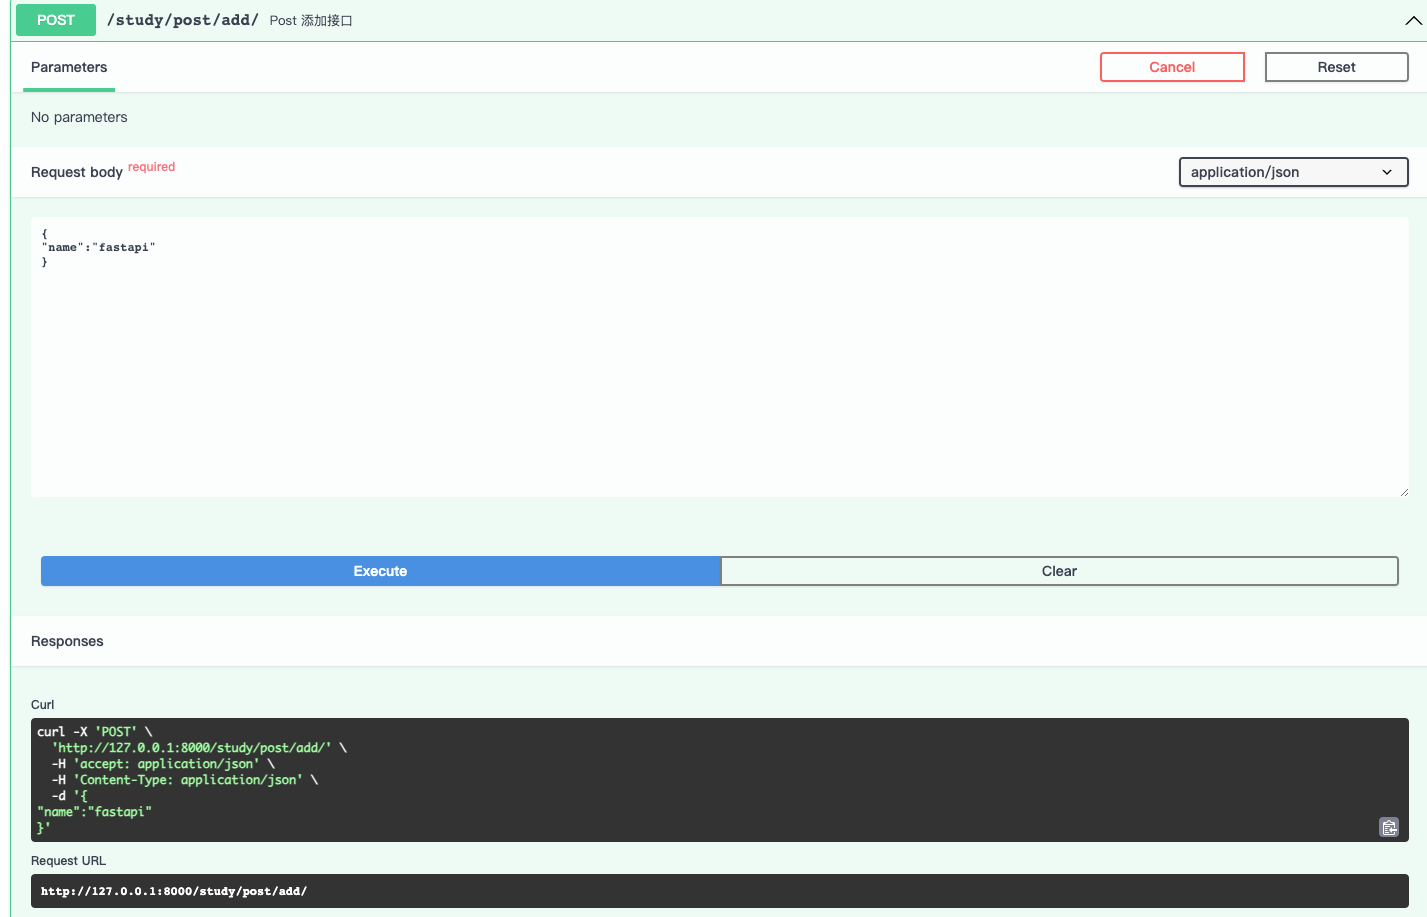 POST /study/post/add/ Post 添加接口
Parameters Cancel Reset
No parameters
Request body required application/json
{
"name":"fastapi"
}
Execute Clear
Responses
Curl
curl -X 'POST' \
  'http://127.0.0.1:8000/study/post/add/' \
  -H 'accept: application/json' \
  -H 'Content-Type: application/json' \
  -d '{
"name":"fastapi"
}'
Request URL
http://127.0.0.1:8000/study/post/add/